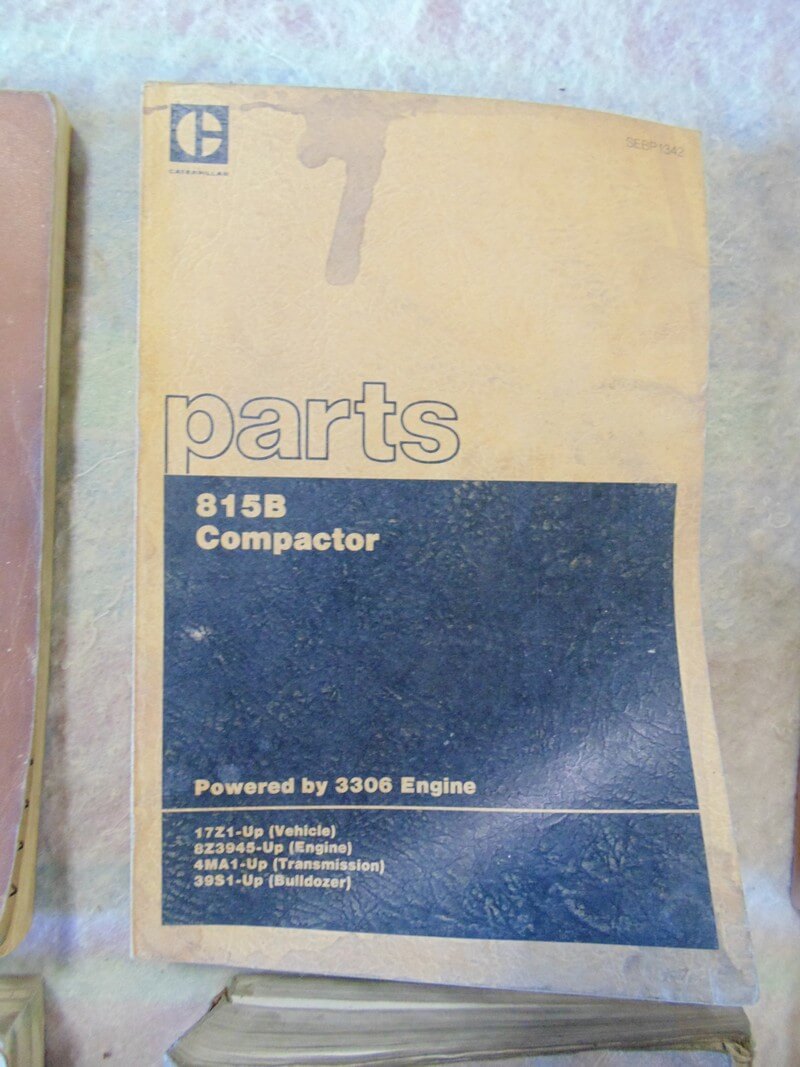 CATERPILLAR
SEBP1342
parts
815B
Compactor
Powered by 3306 Engine
17Z1-Up (Vehicle)
8Z3945-Up (Engine)
4MA1-Up (Transmission)
39S1-Up (Bulldozer)